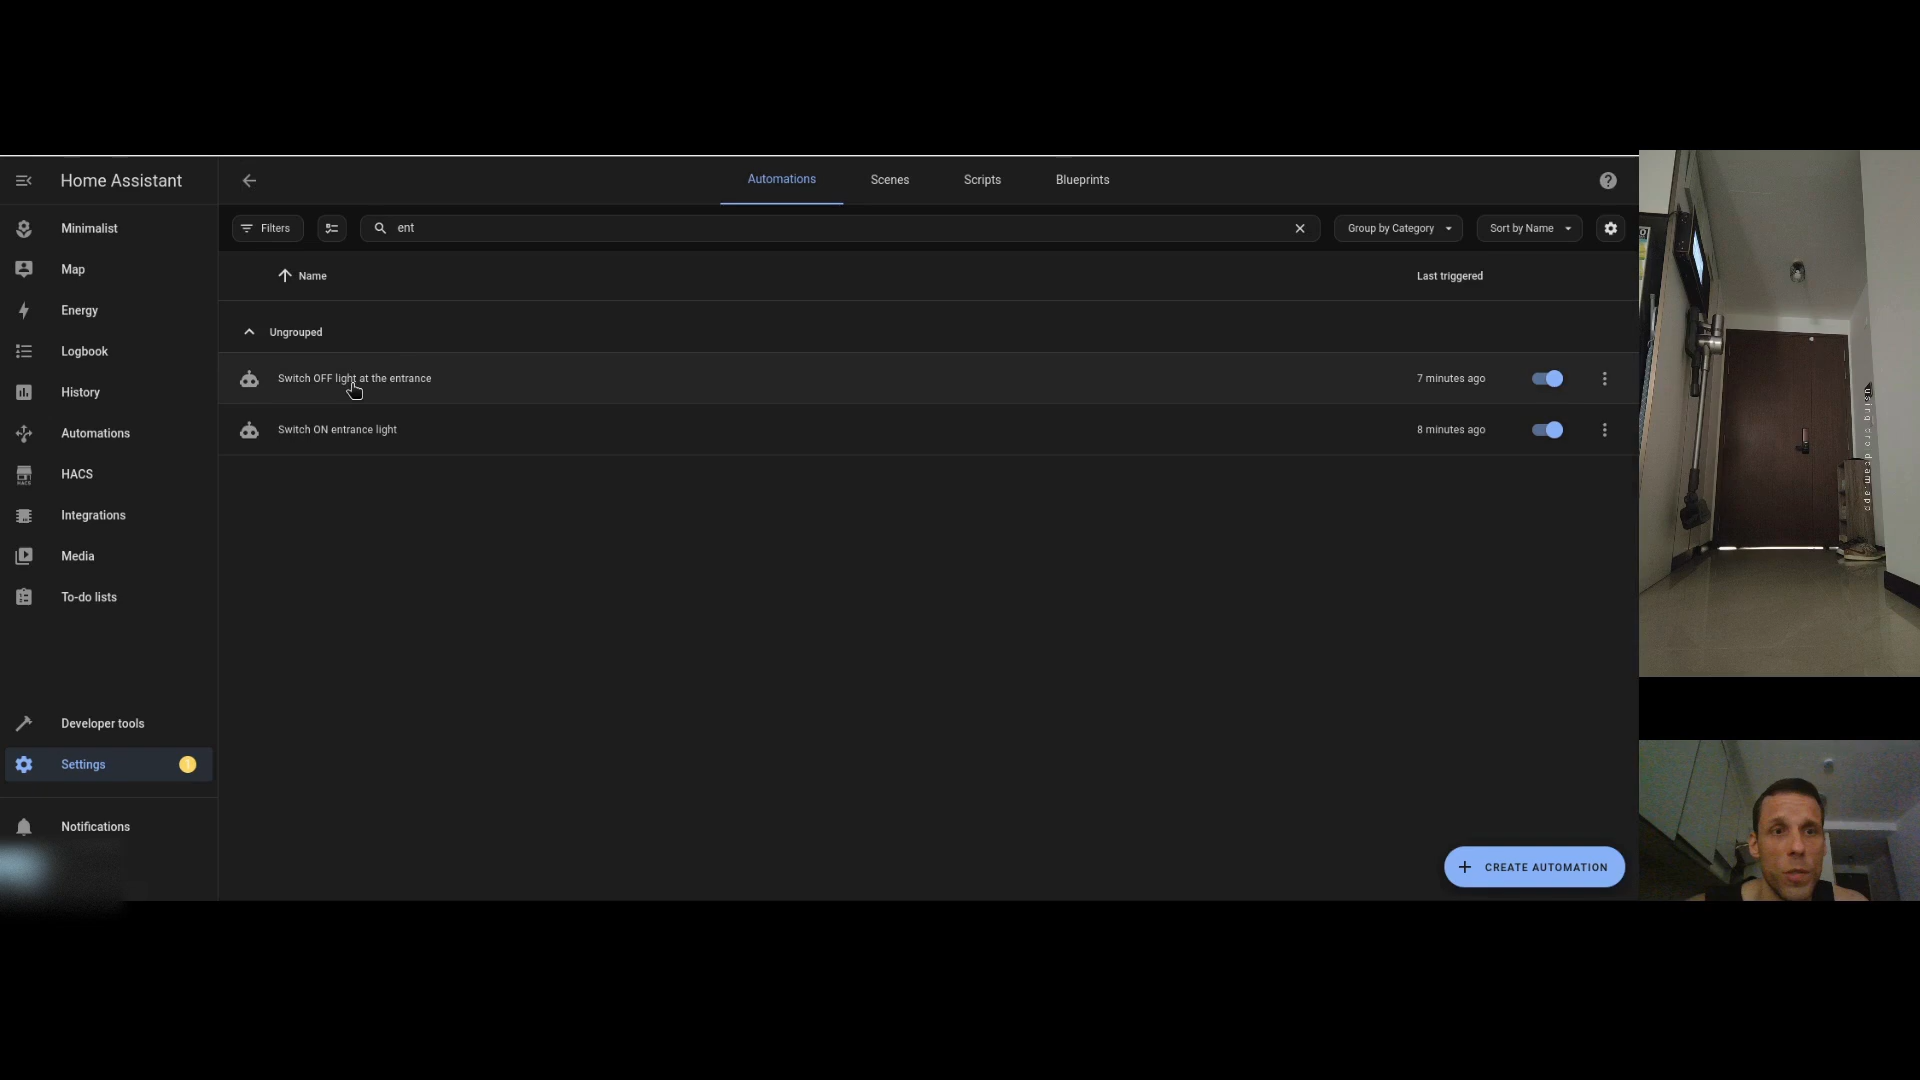 Home Assistant
Automations
Scenes
Scripts
Blueprints
Minimalist
Map
Energy
Logbook
History
Automations
HACS
HACS
Integrations
Media
To-do lists
Developer tools
Settings
Notifications
Filters
ent
Group by Category
Sort by Name
Name
Last triggered
Ungrouped
Switch OFF light at the entrance
7 minutes ago
Switch ON entrance light
8 minutes ago
CREATE AUTOMATION